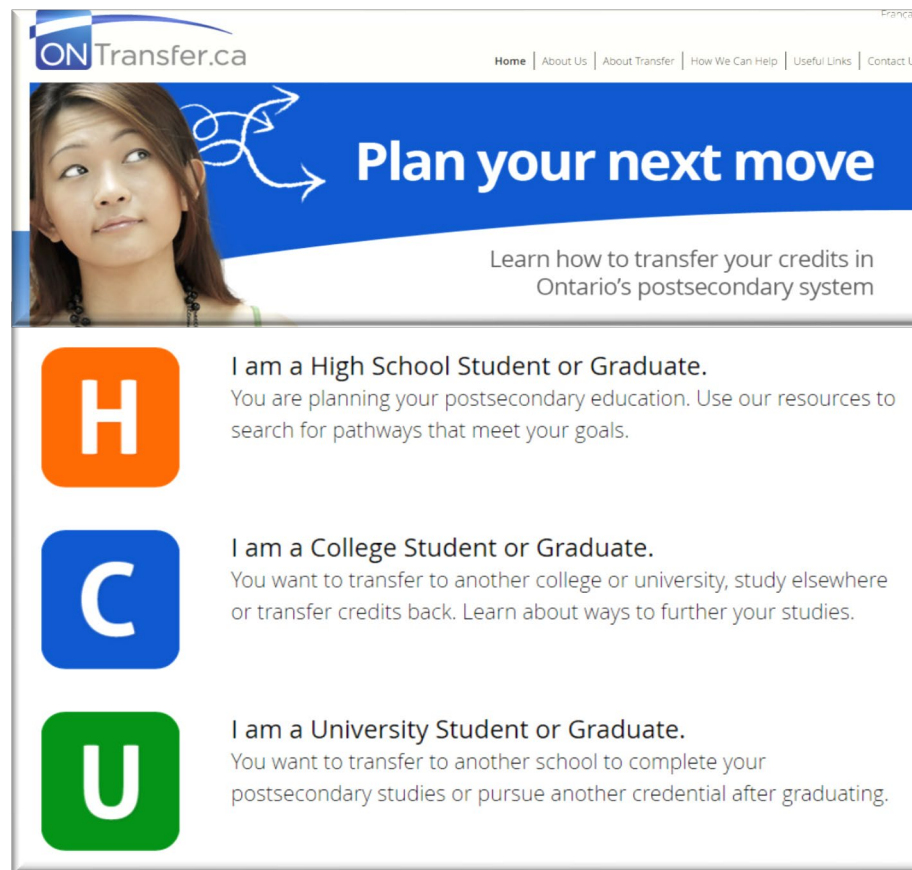 ONTransfer.ca
Home | About Us | About Transfer | How We Can Help | Useful Links | Contact
Plan your next move
Learn how to transfer your credits in
Ontario's postsecondary system
H
I am a High School Student or Graduate.
You are planning your postsecondary education. Use our resources to
search for pathways that meet your goals.
C
I am a College Student or Graduate.
You want to transfer to another college or university, study elsewhere
or transfer credits back. Learn about ways to further your studies.
U
I am a University Student or Graduate.
You want to transfer to another school to complete your
postsecondary studies or pursue another credential after graduating.